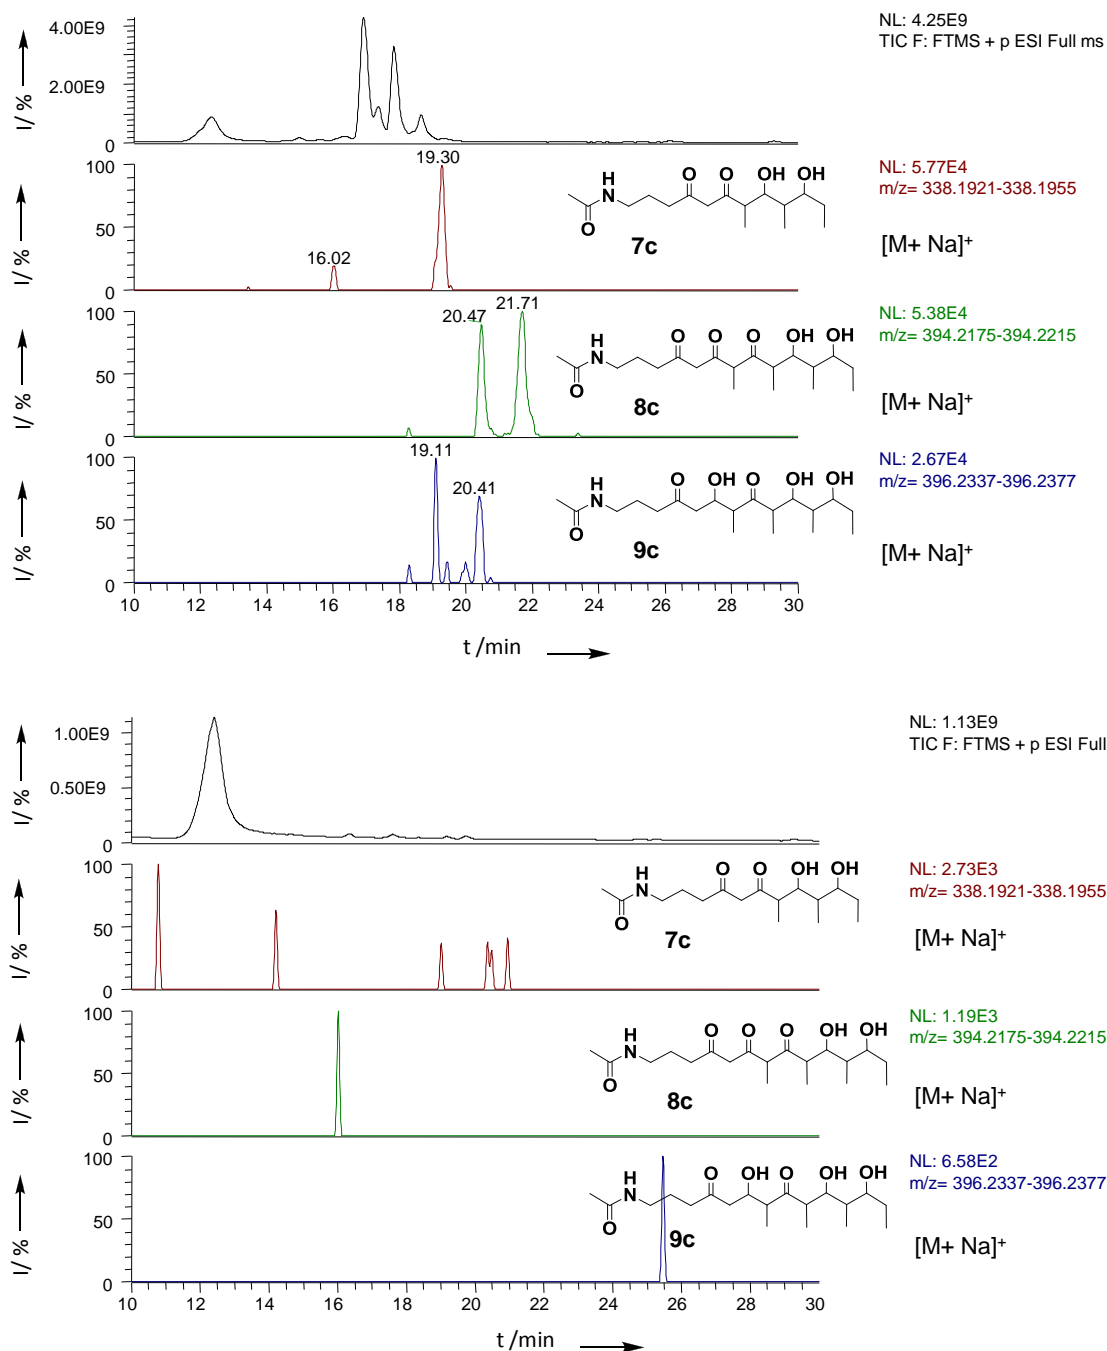 NL: 4.25E9
TIC F: FTMS + p ESI Full ms
4.00E9
2.00E9
0
I/ %
NL: 5.77E4
m/z= 338.1921-338.1955
[M+ Na]⁺
100
50
0
I/ %
19.30
16.02
H
N
O
O
O
OH
OH
7c
NL: 5.38E4
m/z= 394.2175-394.2215
[M+ Na]⁺
100
50
0
I/ %
20.47
21.71
H
N
O
O
O
O
OH
OH
8c
NL: 2.67E4
m/z= 396.2337-396.2377
[M+ Na]⁺
100
50
0
I/ %
19.11
20.41
H
N
O
O
OH
O
OH
OH
9c
10 12 14 16 18 20 22 24 26 28 30
t /min
NL: 1.13E9
TIC F: FTMS + p ESI Full
1.00E9
0.50E9
0
I/ %
NL: 2.73E3
m/z= 338.1921-338.1955
[M+ Na]⁺
100
50
0
I/ %
H
N
O
O
O
OH
OH
7c
NL: 1.19E3
m/z= 394.2175-394.2215
[M+ Na]⁺
100
50
0
I/ %
H
N
O
O
O
O
OH
OH
8c
NL: 6.58E2
m/z= 396.2337-396.2377
[M+ Na]⁺
100
50
0
I/ %
H
N
O
O
OH
O
OH
OH
9c
10 12 14 16 18 20 22 24 26 28 30
t /min